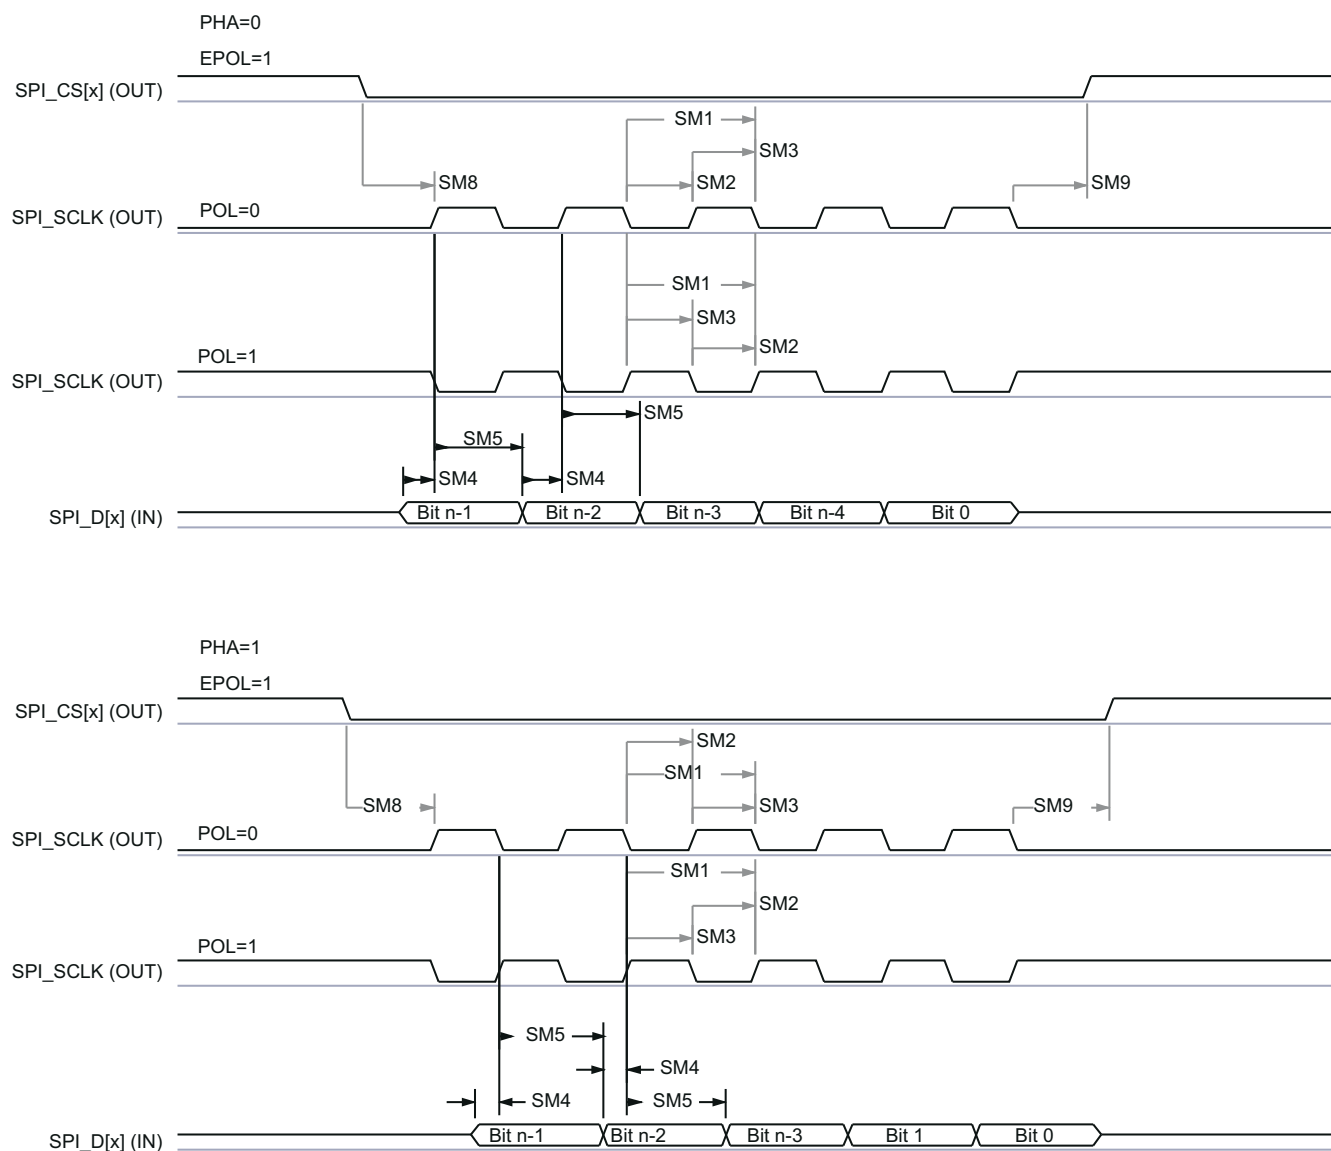 PHA=0
EPOL=1
SPI_CS[x] (OUT)
SM1
SM3
SM8
SM2
SM9
POL=0
SPI_SCLK (OUT)
SM1
SM3
SM2
POL=1
SPI_SCLK (OUT)
SM5
SM5
SM4
SM4
SPI_D[x] (IN)
Bit n-1
Bit n-2
Bit n-3
Bit n-4
Bit 0
PHA=1
EPOL=1
SPI_CS[x] (OUT)
SM2
SM1
SM8
SM3
SM9
POL=0
SPI_SCLK (OUT)
SM1
SM2
SM3
POL=1
SPI_SCLK (OUT)
SM5
SM4
SM4
SM5
SPI_D[x] (IN)
Bit n-1
Bit n-2
Bit n-3
Bit 1
Bit 0